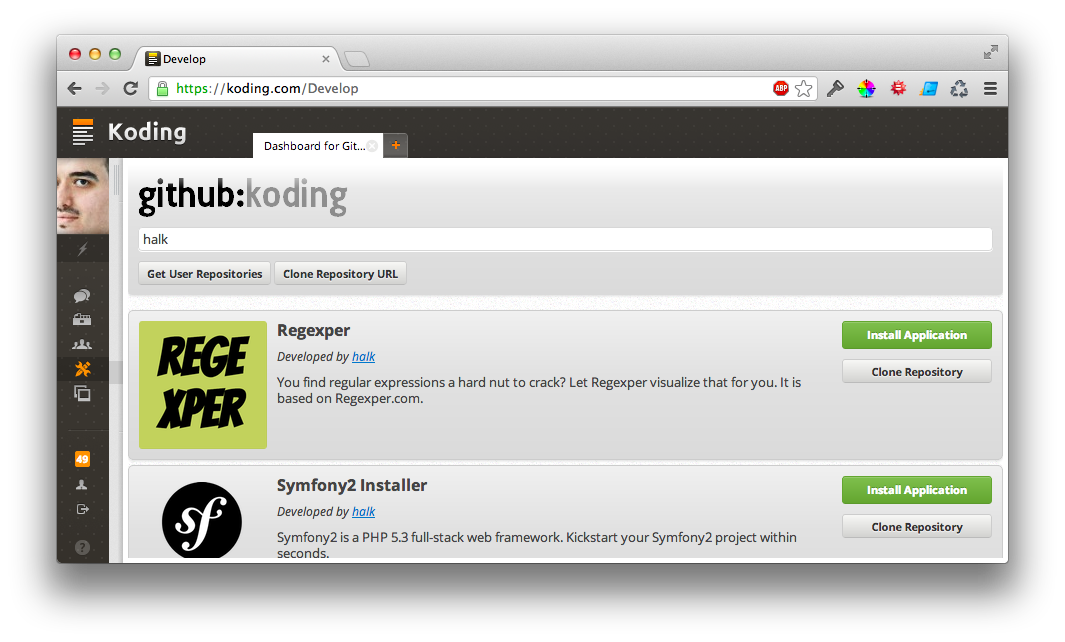 Develop
https://koding.com/Develop
ABP
Koding
Dashboard for Git...
+
github:koding
halk
Get User Repositories
Clone Repository URL
REGE
XPER
Regexper
Developed by halk
You find regular expressions a hard nut to crack? Let Regexper visualize that for you. It is
based on Regexper.com.
Install Application
Clone Repository
49
sf
Symfony2 Installer
Developed by halk
Symfony2 is a PHP 5.3 full-stack web framework. Kickstart your Symfony2 project within
seconds.
Install Application
Clone Repository
?